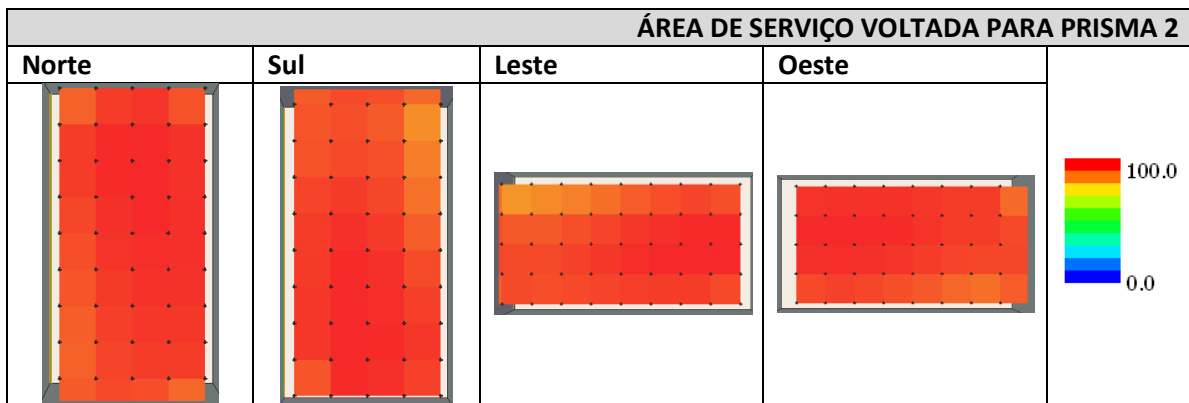 ÁREA DE SERVIÇO VOLTADA PARA PRISMA 2
Norte
Sul
Leste
Oeste
100.0
0.0